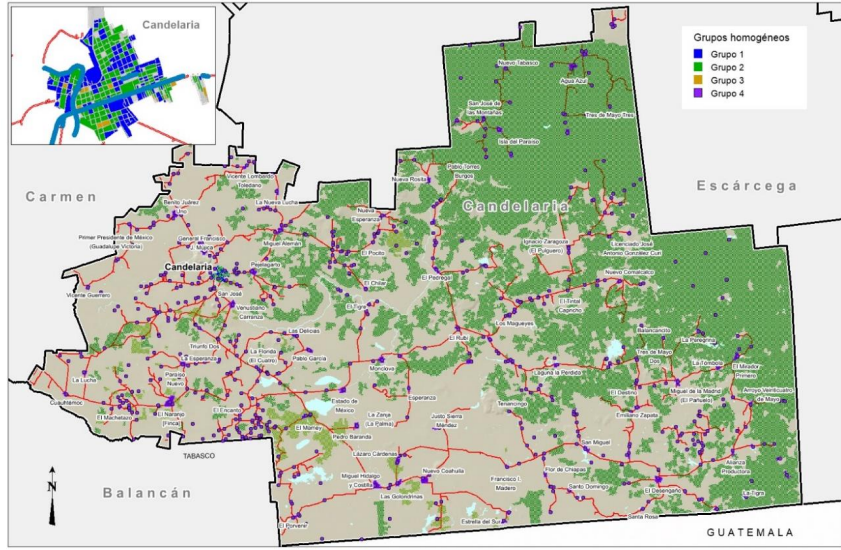 Candelaria
Grupos homogéneos
Grupo 1
Grupo 2
Grupo 3
Grupo 4
Nuevo Tabasco
Agua Azul
San José de
las Montañas
Tres de Mayo Tres
Isla del Paraíso
Pablo Torres
Burgos
Nueva Rosita
Vicente Lombardo
Toledano
Carmen
Candelaria
Escárcega
Benito Juárez
Uno
La Nueva Lucha
Nueva
Esperanza
Primer Presidente de México
(Guadalupe Victoria)
General Francisco
Mújica
Miguel Alemán
Ignacio Zaragoza
(El Pulguero)
Licenciado José
Antonio González Curi
El Pocito
Candelaria
Pejelagarto
Nuevo Comalcalco
El Pedregal
El Chilar
Vicente Guerrero
San José
El Tigre
El Tintal
Capricho
Venustiano
Carranza
Los Magueyes
Las Delicias
Balancancito
La Peregrina
El Rubí
Triunfo Dos
La Florida
(El Cuatro)
Pablo García
Tres de Mayo
Dos
La Esperanza
Monclova
Laguna la Perdida
La Tómbola
El Mirador
Primero
La Lucha
Paraíso
Nuevo
El Destino
Miguel de la Madrid
(El Pañuelo)
Arroyo Veinticuatro
de Mayo
Cuauhtémoc
Estado de
México
Esperanza
Tenancingo
El Machetazo
El Naranjo
(Finca)
El Encanto
La Zanja
(La Palma)
Justo Sierra
Méndez
Emiliano Zapata
El Mamey
Pedro Baranda
San Miguel
TABASCO
Lázaro Cárdenas
Alianza
Productora
Balancán
Miguel Hidalgo
y Costilla
Nuevo Coahuila
Flor de Chiapas
Francisco I.
Madero
Santo Domingo
El Desengaño
La Tigra
N
Las Golondrinas
El Porvenir
Estrella del Sur
Santa Rosa
GUATEMALA